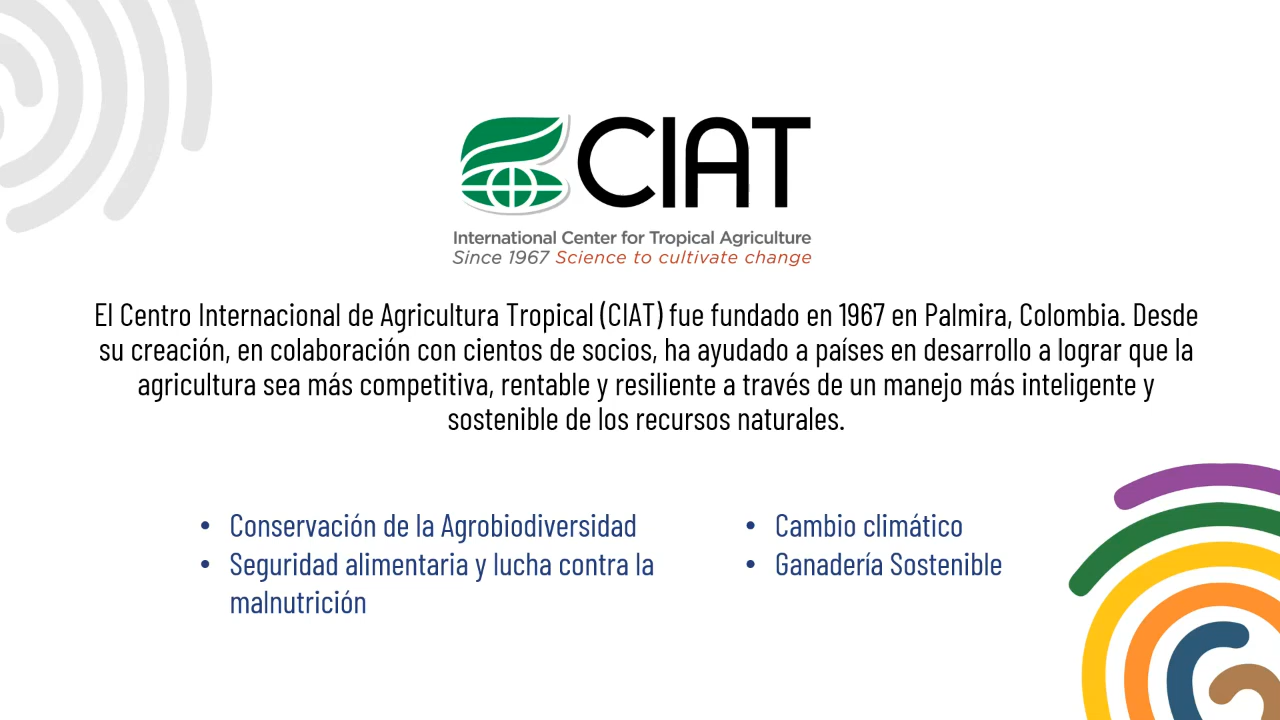 CIAT
International Center for Tropical Agriculture
Since 1967 Science to cultivate change
El Centro Internacional de Agricultura Tropical (CIAT) fue fundado en 1967 en Palmira, Colombia. Desde
su creación, en colaboración con cientos de socios, ha ayudado a países en desarrollo a lograr que la
agricultura sea más competitiva, rentable y resiliente a través de un manejo más inteligente y
sostenible de los recursos naturales.
• Conservación de la Agrobiodiversidad
• Seguridad alimentaria y lucha contra la
malnutrición
• Cambio climático
• Ganadería Sostenible